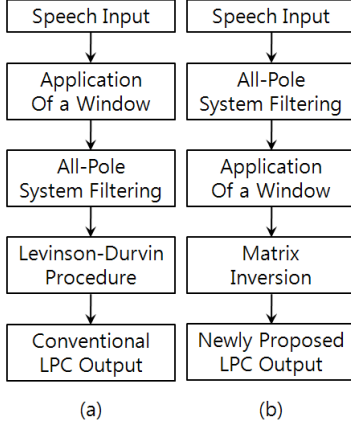 Speech Input
Application
Of a Window
All-Pole
System Filtering
Levinson-Durvin
Procedure
Conventional
LPC Output
(a)
Speech Input
All-Pole
System Filtering
Application
Of a Window
Matrix
Inversion
Newly Proposed
LPC Output
(b)